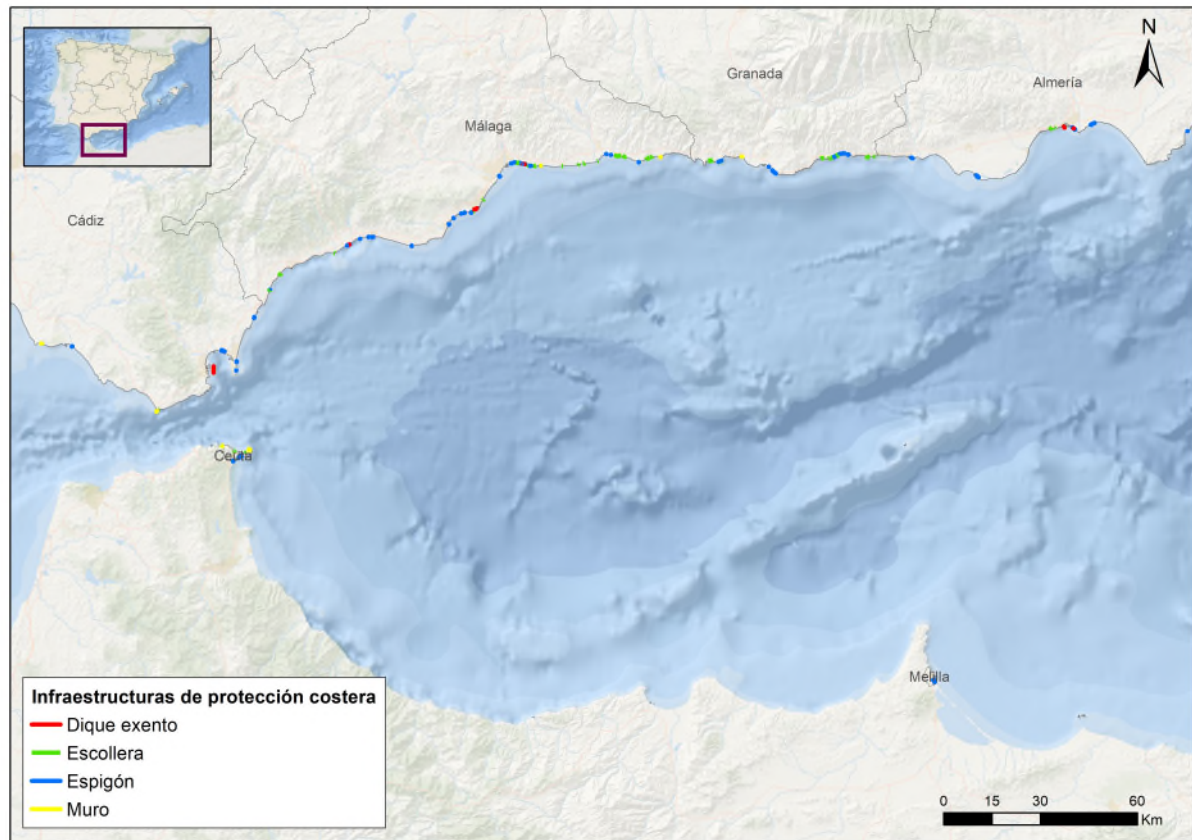 N
Granada
Almería
Málaga
Cádiz
Ceuta
Melilla
Infraestructuras de protección costera
Dique exento
Escollera
Espigón
Muro
0 15 30 60
Km